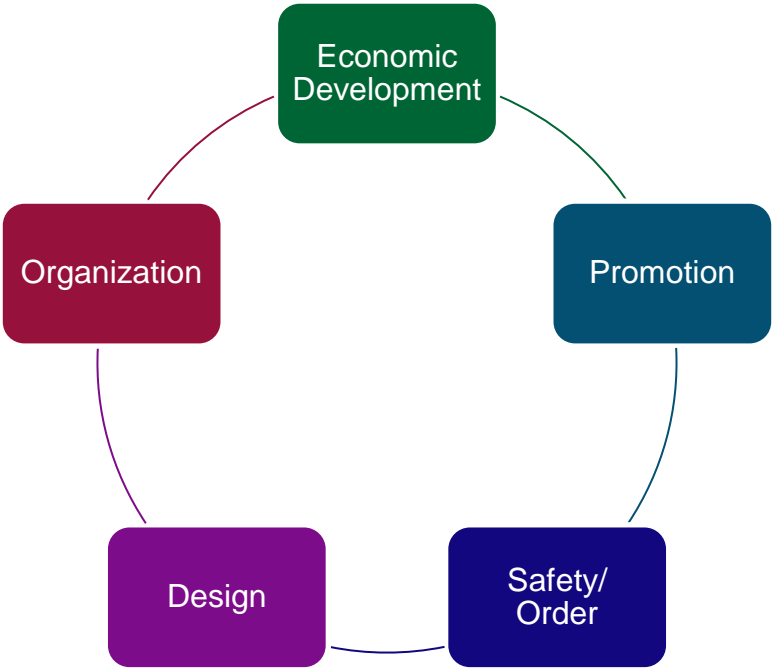 Economic
Development
Promotion
Safety/
Order
Design
Organization